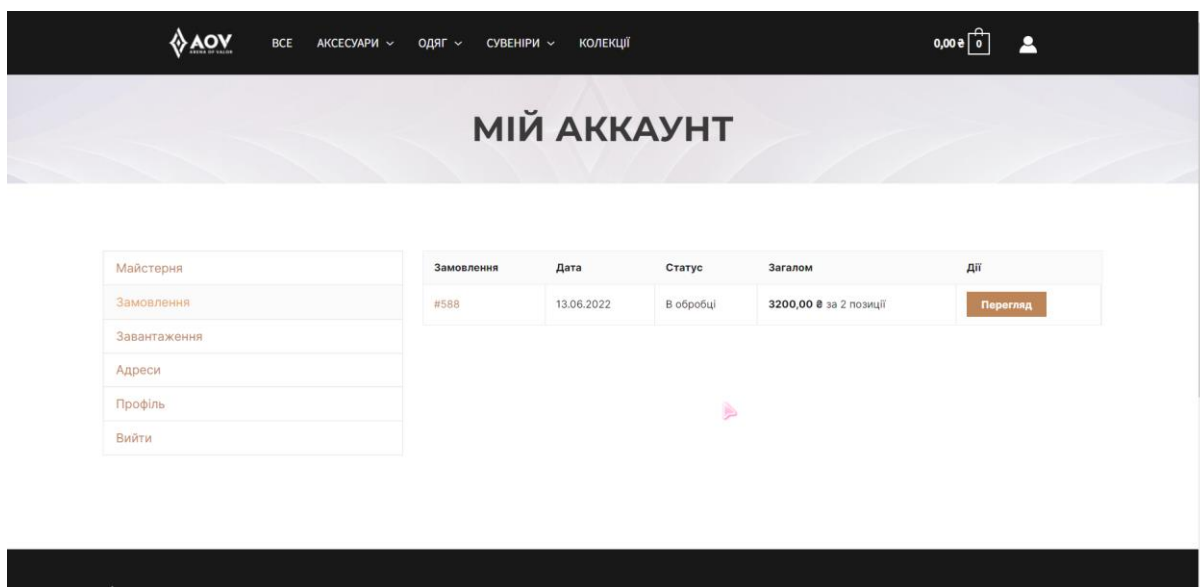 AOV ВСЕ АКСЕСУАРИ ОДЯГ СУВЕНІРИ КОЛЕКЦІЇ 0,00 ₴ 0
ARENA OF VALOR
МІЙ АККАУНТ
Майстерня
Замовлення
Завантаження
Адреси
Профіль
Вийти
Замовлення Дата Статус Загалом Дії
#588 13.06.2022 В обробці 3200,00 ₴ за 2 позиції Перегляд